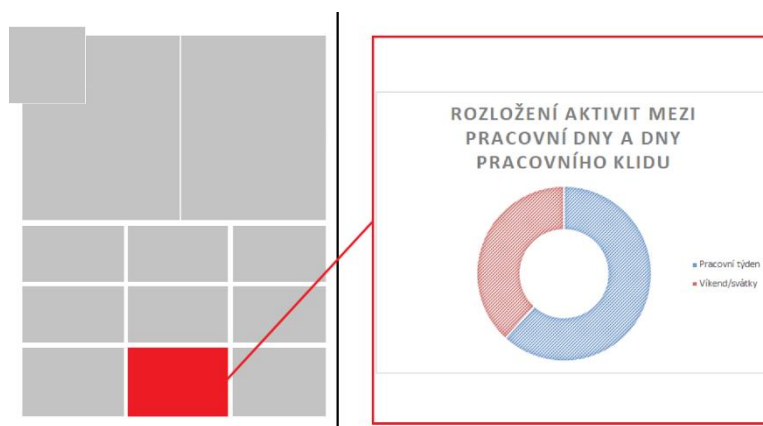 ROZLOŽENÍ AKTIVIT MEZI
PRACOVNÍ DNY A DNY
PRACOVNÍHO KLIDU
Pracovní týden
Víkend/svátky